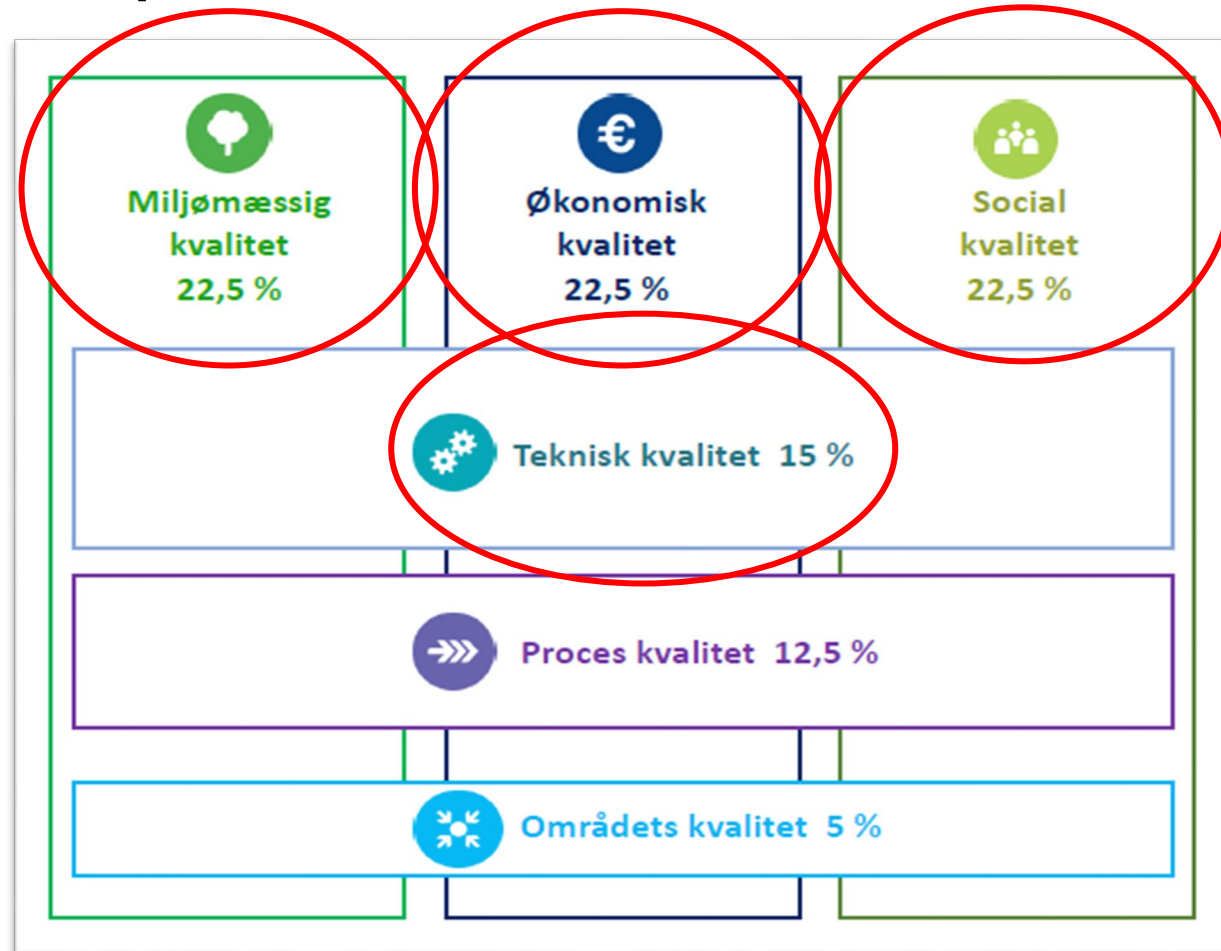 Miljømæssig
kvalitet
22,5 %
€
Økonomisk
kvalitet
22,5 %
Social
kvalitet
22,5 %
Teknisk kvalitet 15 %
Proces kvalitet 12,5 %
Områdets kvalitet 5 %